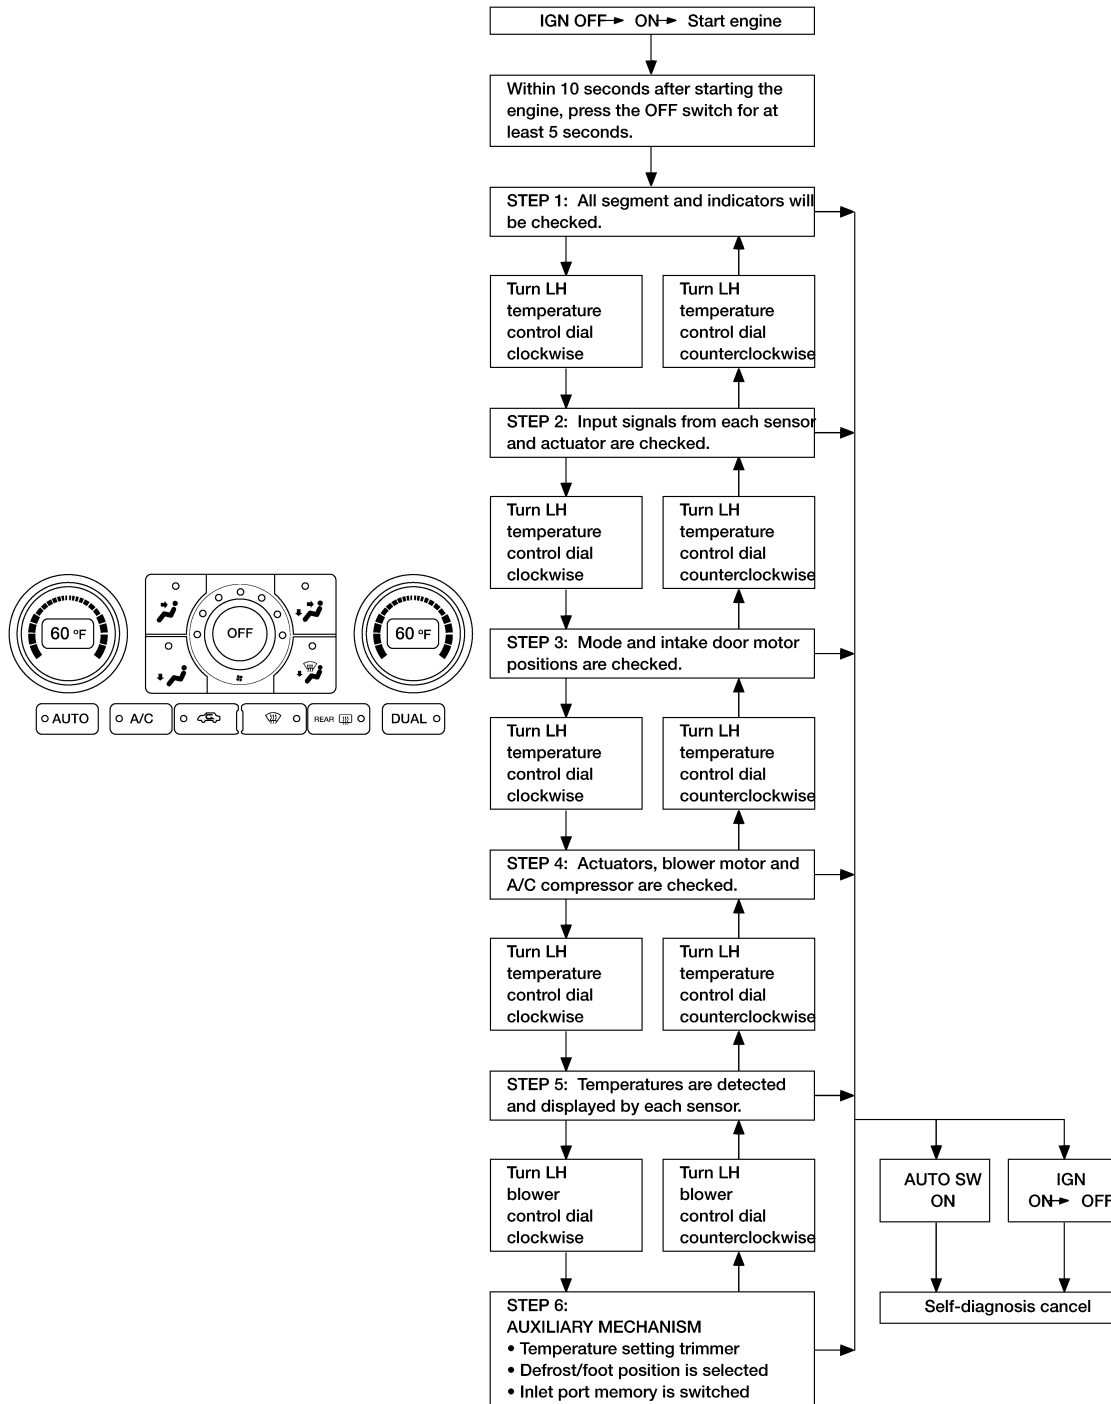 IGN OFF → ON → Start engine
Within 10 seconds after starting the
engine, press the OFF switch for at
least 5 seconds.
STEP 1: All segment and indicators will
be checked.
Turn LH
temperature
control dial
clockwise
Turn LH
temperature
control dial
counterclockwise
STEP 2: Input signals from each sensor
and actuator are checked.
Turn LH
temperature
control dial
clockwise
Turn LH
temperature
control dial
counterclockwise
60 °F
OFF
60 °F
AUTO
A/C
REAR
DUAL
STEP 3: Mode and intake door motor
positions are checked.
Turn LH
temperature
control dial
clockwise
Turn LH
temperature
control dial
counterclockwise
STEP 4: Actuators, blower motor and
A/C compressor are checked.
Turn LH
temperature
control dial
clockwise
Turn LH
temperature
control dial
counterclockwise
STEP 5: Temperatures are detected
and displayed by each sensor.
Turn LH
blower
control dial
clockwise
Turn LH
blower
control dial
counterclockwise
AUTO SW
ON
IGN
ON → OFF
Self-diagnosis cancel
STEP 6:
AUXILIARY MECHANISM
• Temperature setting trimmer
• Defrost/foot position is selected
• Inlet port memory is switched